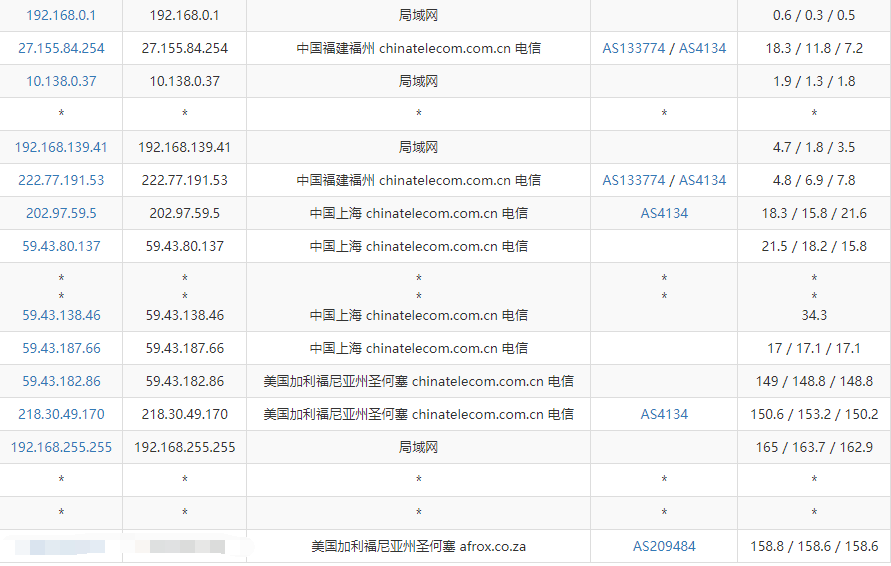 192.168.0.1 192.168.0.1 局域网 0.6 / 0.3 / 0.5
27.155.84.254 27.155.84.254 中国福建福州 chinatelecom.com.cn 电信 AS133774 / AS4134 18.3 / 11.8 / 7.2
10.138.0.37 10.138.0.37 局域网 1.9 / 1.3 / 1.8
* * * * *
192.168.139.41 192.168.139.41 局域网 4.7 / 1.8 / 3.5
222.77.191.53 222.77.191.53 中国福建福州 chinatelecom.com.cn 电信 AS133774 / AS4134 4.8 / 6.9 / 7.8
202.97.59.5 202.97.59.5 中国上海 chinatelecom.com.cn 电信 AS4134 18.3 / 15.8 / 21.6
59.43.80.137 59.43.80.137 中国上海 chinatelecom.com.cn 电信 21.5 / 18.2 / 15.8
* * * * *
* * * * *
59.43.138.46 59.43.138.46 中国上海 chinatelecom.com.cn 电信 34.3
59.43.187.66 59.43.187.66 中国上海 chinatelecom.com.cn 电信 17 / 17.1 / 17.1
59.43.182.86 59.43.182.86 美国加利福尼亚州圣何塞 chinatelecom.com.cn 电信 149 / 148.8 / 148.8
218.30.49.170 218.30.49.170 美国加利福尼亚州圣何塞 chinatelecom.com.cn 电信 AS4134 150.6 / 153.2 / 150.2
192.168.255.255 192.168.255.255 局域网 165 / 163.7 / 162.9
* * * * *
* * * * *
美国加利福尼亚州圣何塞 afrox.co.za AS209484 158.8 / 158.6 / 158.6